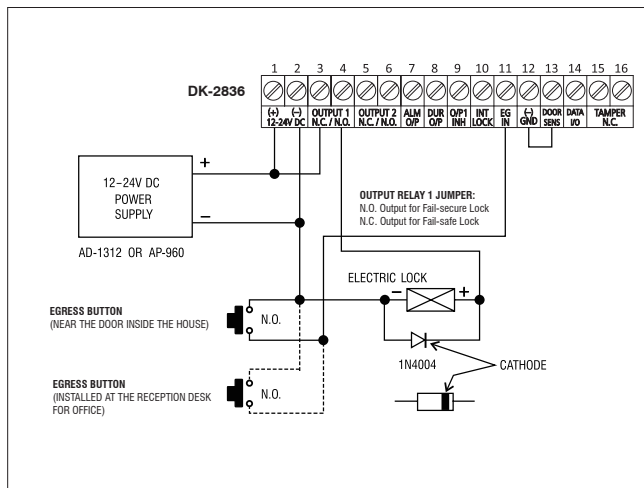 1 2 3 4 5 6 7 8 9 10 11 12 13 14 15 16
DK-2836
(+) (−) OUTPUT 1 OUTPUT 2 ALM DUR O/P1 INT EG (−) DOOR DATA TAMPER
12-24V DC N.C. / N.O. N.C. / N.O. O/P O/P INH LOCK IN GND SENS I/O N.C.
+
12–24V DC
POWER
SUPPLY
−
AD-1312 OR AP-960
OUTPUT RELAY 1 JUMPER:
N.O. Output for Fail-secure Lock
N.C. Output for Fail-safe Lock
ELECTRIC LOCK
− +
EGRESS BUTTON
(NEAR THE DOOR INSIDE THE HOUSE)
N.O.
1N4004
CATHODE
EGRESS BUTTON
(INSTALLED AT THE RECEPTION DESK
FOR OFFICE)
N.O.